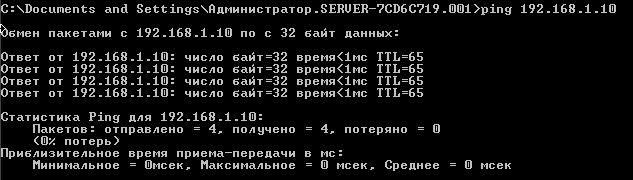 C:\Documents and Settings\Администратор.SERVER-7CD6C719.001>ping 192.168.1.10
Обмен пакетами с 192.168.1.10 по с 32 байт данных:
Ответ от 192.168.1.10: число байт=32 время<1мс TTL=65
Ответ от 192.168.1.10: число байт=32 время<1мс TTL=65
Ответ от 192.168.1.10: число байт=32 время<1мс TTL=65
Ответ от 192.168.1.10: число байт=32 время<1мс TTL=65
Статистика Ping для 192.168.1.10:
Пакетов: отправлено = 4, получено = 4, потеряно = 0
(0% потерь)
Приблизительное время приема-передачи в мс:
Минимальное = 0мсек, Максимальное = 0 мсек, Среднее = 0 мсек